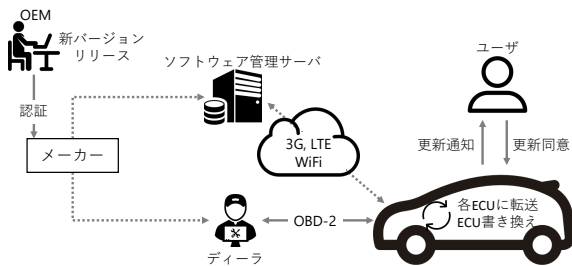 OEM
新バージョン
リリース
ソフトウェア管理サーバ
ユーザ
認証
メーカー
3G, LTE
WiFi
更新通知
更新同意
各ECUに転送
ECU書き換え
OBD-2
ディーラ